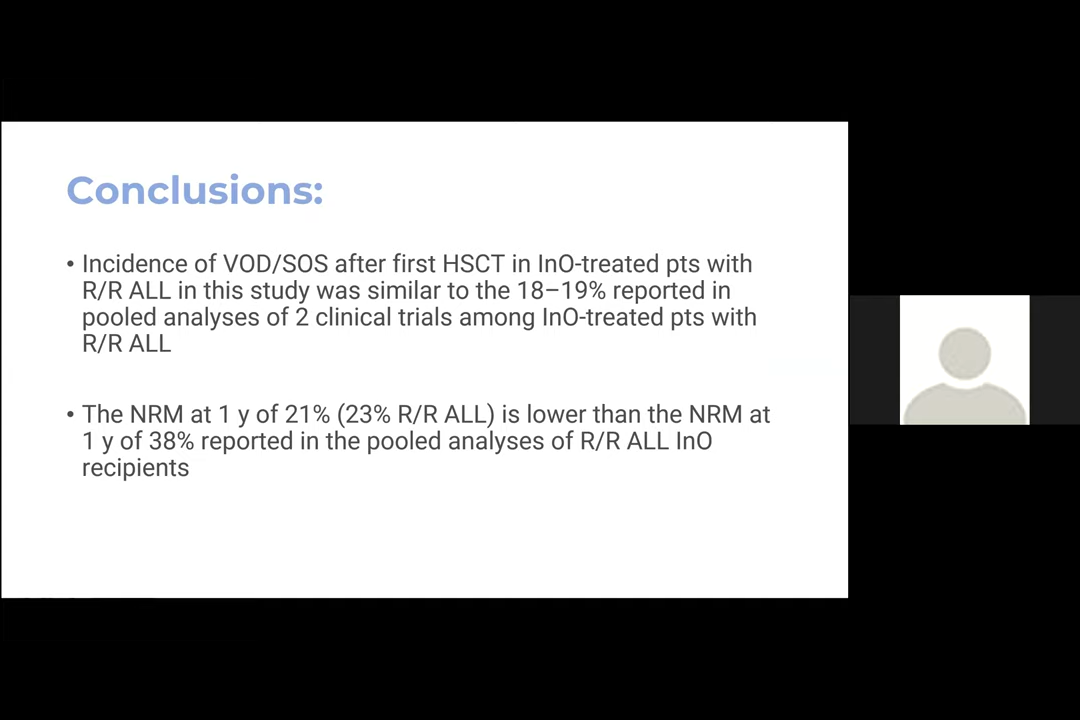 Conclusions:
• Incidence of VOD/SOS after first HSCT in InO-treated pts with
R/R ALL in this study was similar to the 18–19% reported in
pooled analyses of 2 clinical trials among InO-treated pts with
R/R ALL
• The NRM at 1 y of 21% (23% R/R ALL) is lower than the NRM at
1 y of 38% reported in the pooled analyses of R/R ALL InO
recipients